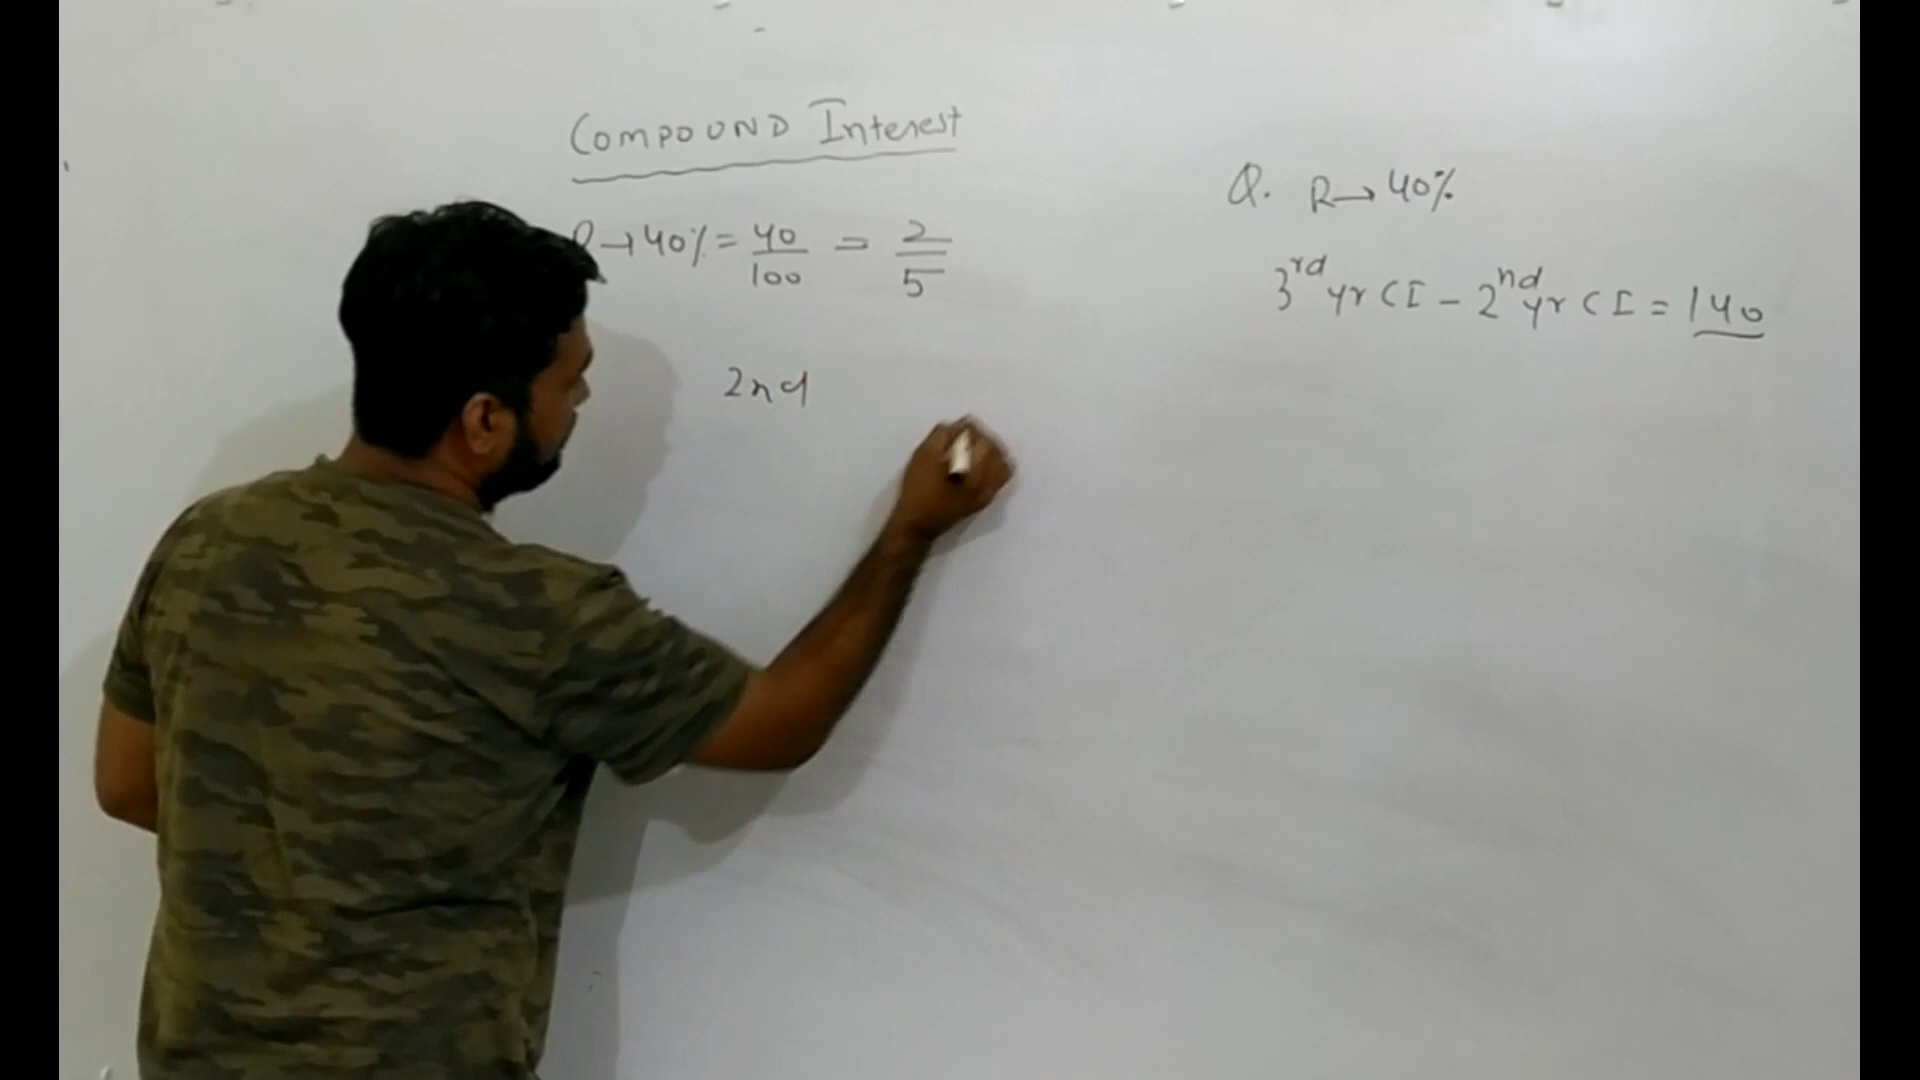 COMPOUND Interest
R→40% = 40/100 = 2/5
2nd
Q. R→40%
3rd yr CI - 2nd yr CI = 140